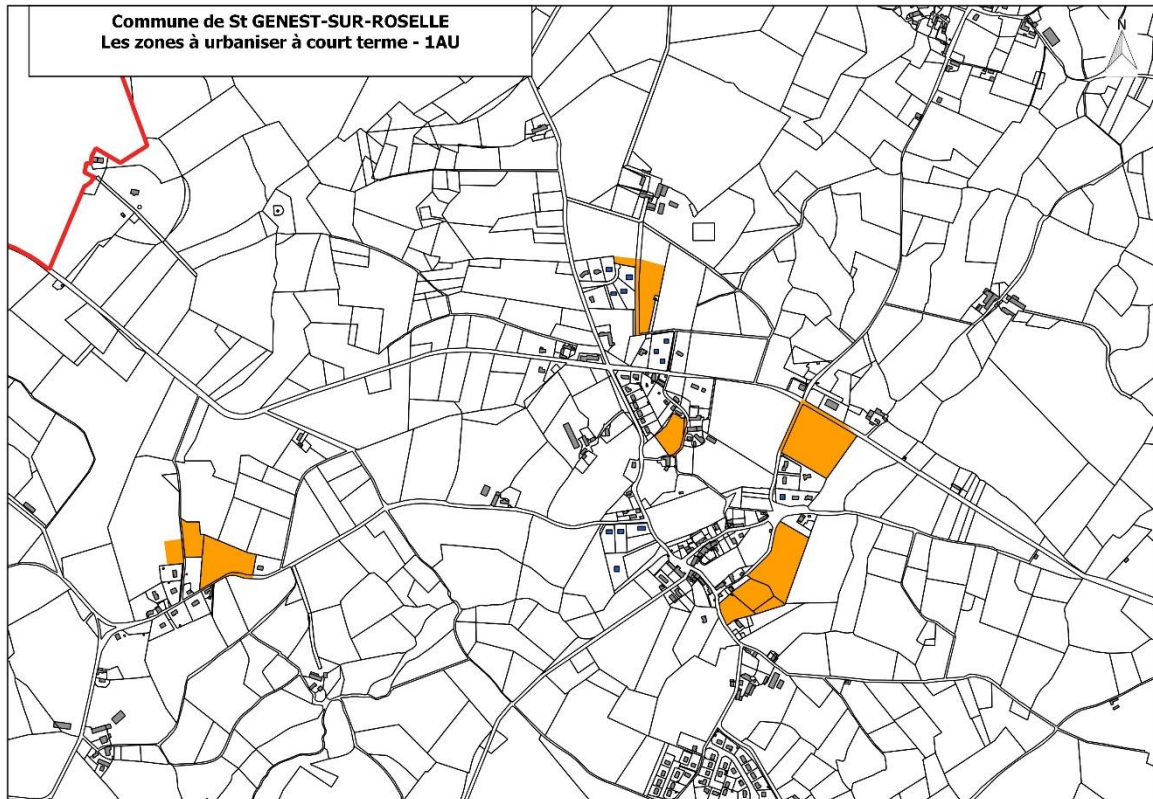 Commune de St GENEST-SUR-ROSELLE
Les zones à urbaniser à court terme - 1AU
N